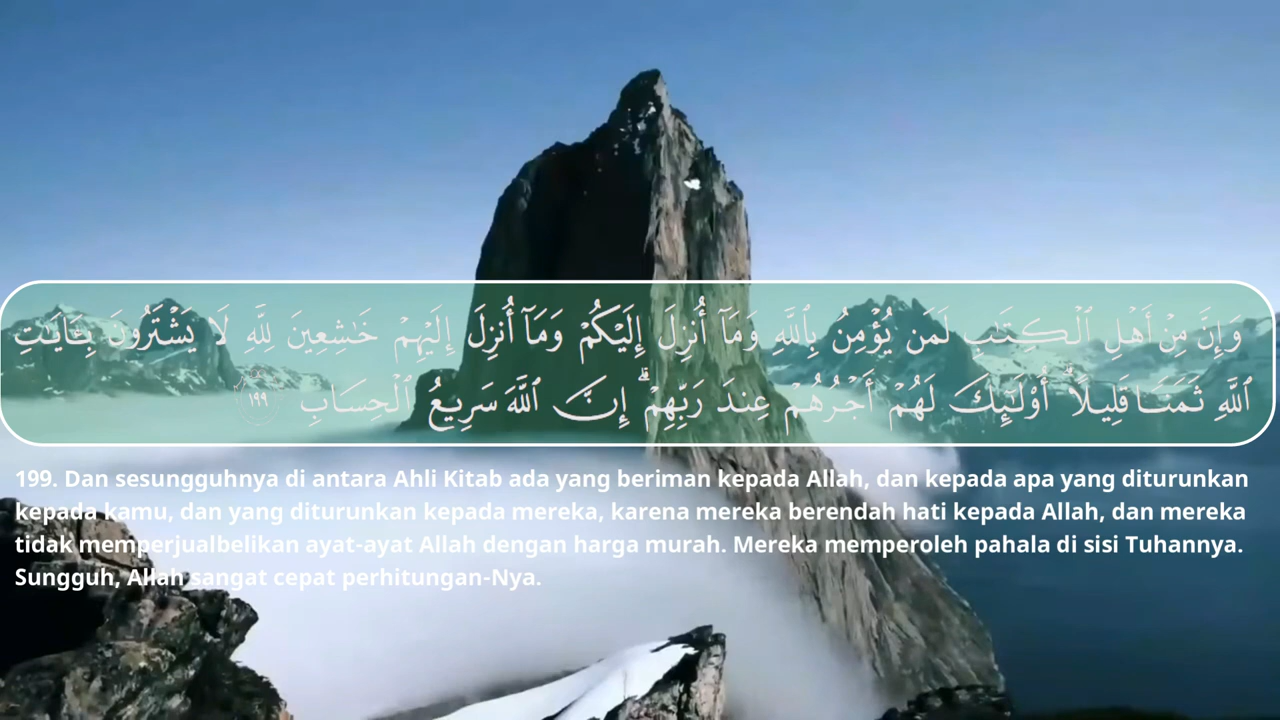 وَإِنَّ مِنْ أَهْلِ ٱلْكِتَٰبِ لَمَن يُؤْمِنُ بِٱللَّهِ وَمَآ أُنزِلَ إِلَيْكُمْ وَمَآ أُنزِلَ إِلَيْهِمْ خَٰشِعِينَ لِلَّهِ لَا يَشْتَرُونَ بِـَٔايَٰتِ
ٱللَّهِ ثَمَنًا قَلِيلًا ۗ أُو۟لَٰٓئِكَ لَهُمْ أَجْرُهُمْ عِندَ رَبِّهِمْ ۗ إِنَّ ٱللَّهَ سَرِيعُ ٱلْحِسَابِ ١٩٩
199. Dan sesungguhnya di antara Ahli Kitab ada yang beriman kepada Allah, dan kepada apa yang diturunkan
kepada kamu, dan yang diturunkan kepada mereka, karena mereka berendah hati kepada Allah, dan mereka
tidak memperjualbelikan ayat-ayat Allah dengan harga murah. Mereka memperoleh pahala di sisi Tuhannya.
Sungguh, Allah sangat cepat perhitungan-Nya.